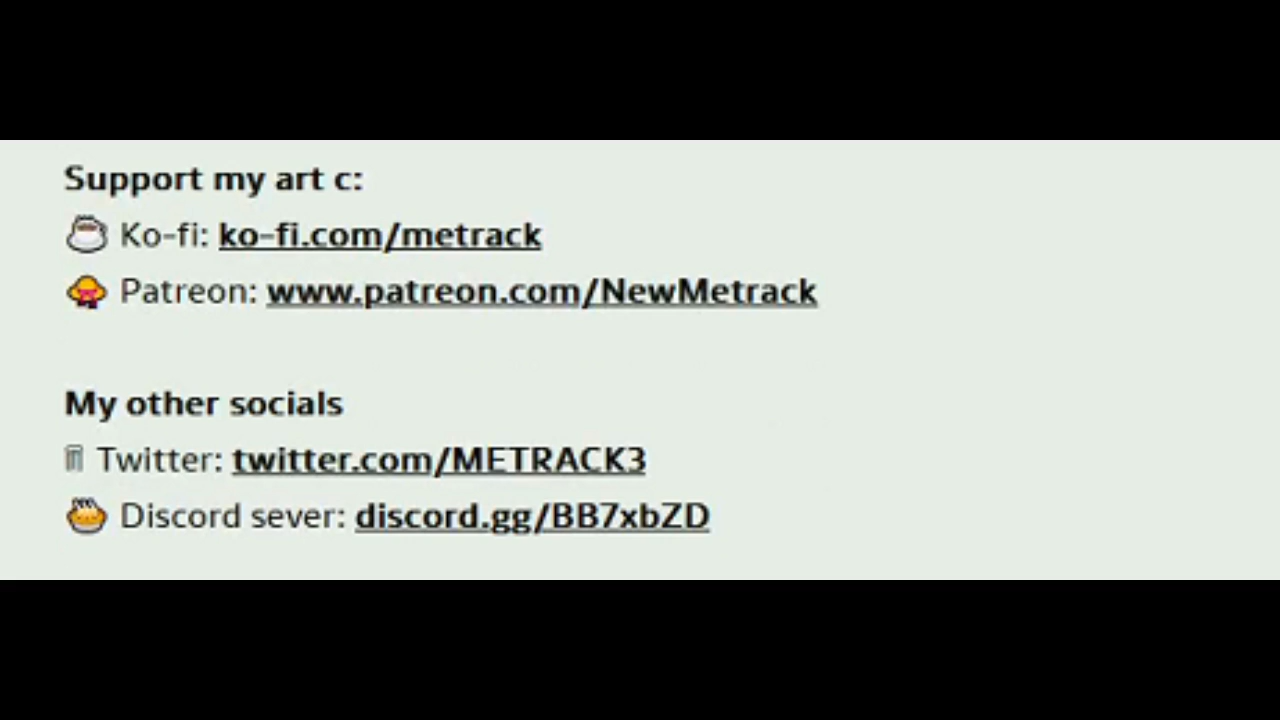 Support my art c:
Ko-fi: ko-fi.com/metrack
Patreon: www.patreon.com/NewMetrack
My other socials
Twitter: twitter.com/METRACK3
Discord sever: discord.gg/BB7xbZD